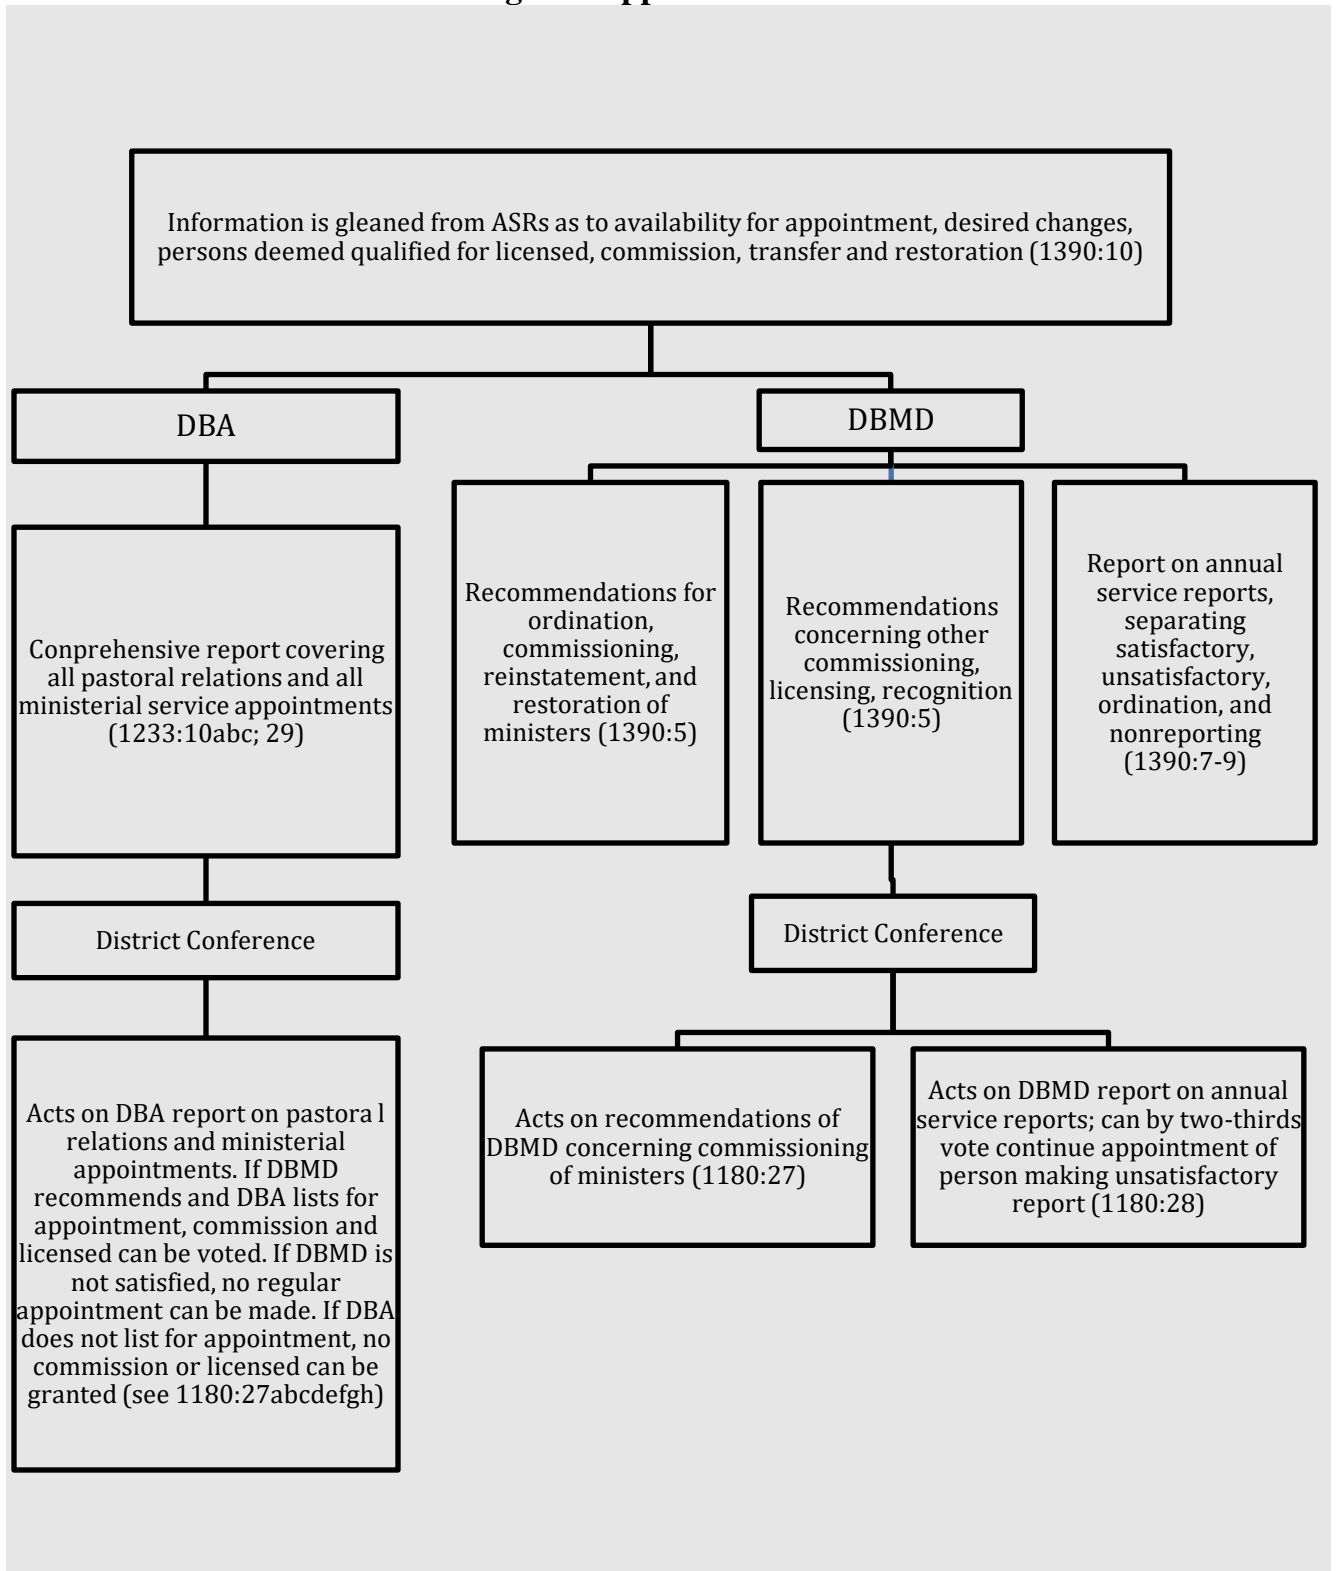 Information is gleaned from ASRs as to availability for appointment, desired changes,
persons deemed qualified for licensed, commission, transfer and restoration (1390:10)
DBA
DBMD
Conprehensive report covering
all pastoral relations and all
ministerial service appointments
(1233:10abc; 29)
Recommendations for
ordination,
commissioning,
reinstatement, and
restoration of
ministers (1390:5)
Recommendations
concerning other
commissioning,
licensing, recognition
(1390:5)
Report on annual
service reports,
separating
satisfactory,
unsatisfactory,
ordination, and
nonreporting
(1390:7-9)
District Conference
District Conference
Acts on DBA report on pastora l
relations and ministerial
appointments. If DBMD
recommends and DBA lists for
appointment, commission and
licensed can be voted. If DBMD is
not satisfied, no regular
appointment can be made. If DBA
does not list for appointment, no
commission or licensed can be
granted (see 1180:27abcdefgh)
Acts on recommendations of
DBMD concerning commissioning
of ministers (1180:27)
Acts on DBMD report on annual
service reports; can by two-thirds
vote continue appointment of
person making unsatisfactory
report (1180:28)